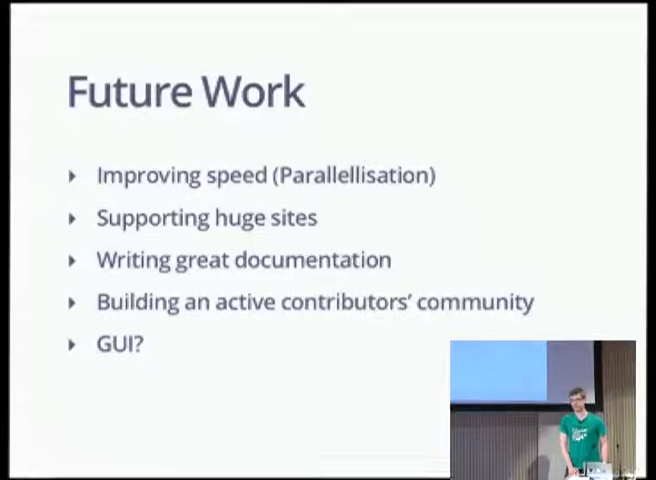 Future Work
Improving speed (Parallellisation)
Supporting huge sites
Writing great documentation
Building an active contributors' community
GUI?